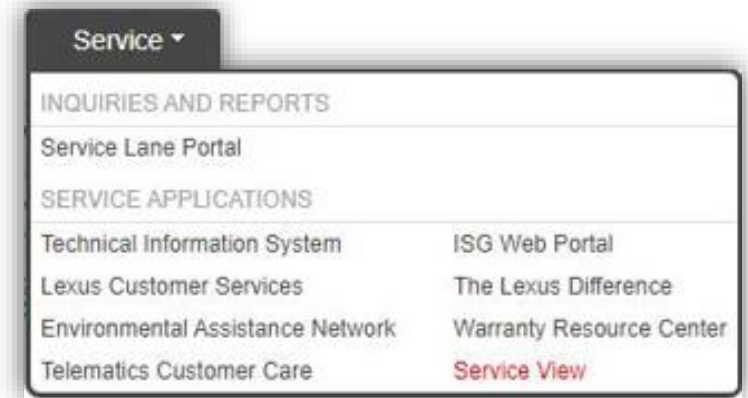 Service
INQUIRIES AND REPORTS
Service Lane Portal
SERVICE APPLICATIONS
Technical Information System
ISG Web Portal
Lexus Customer Services
The Lexus Difference
Environmental Assistance Network
Warranty Resource Center
Telematics Customer Care
Service View